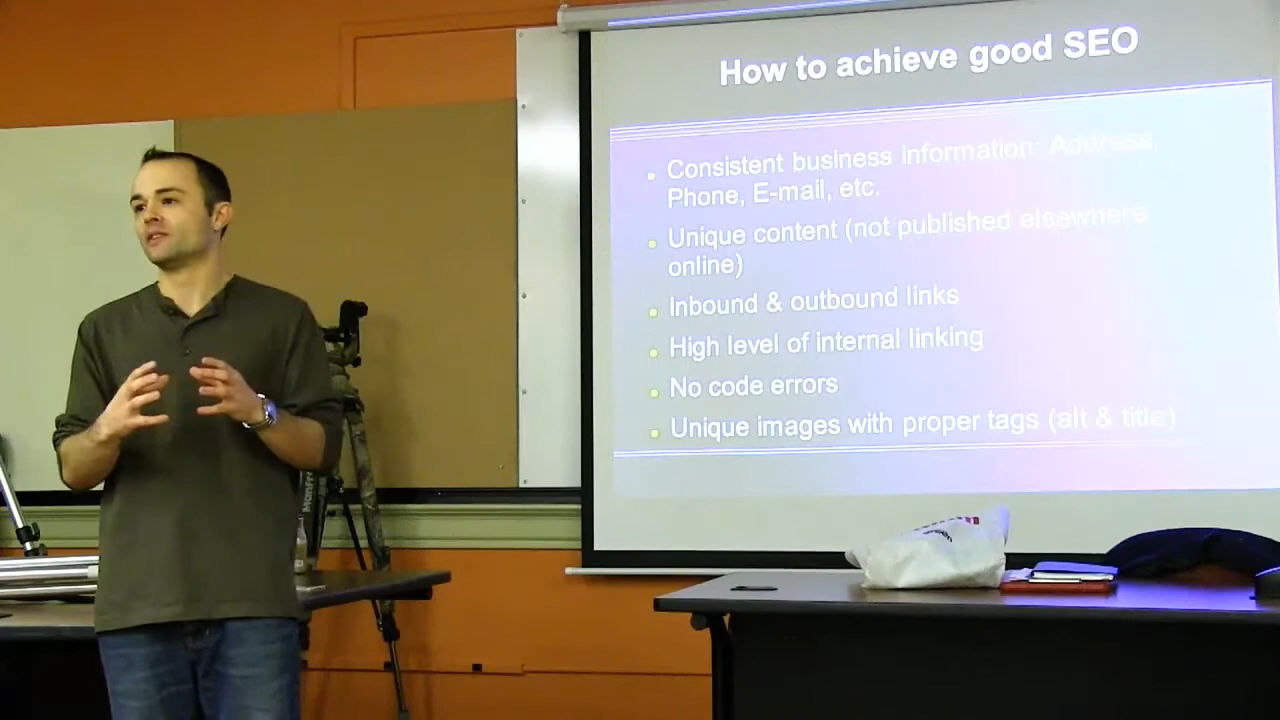 How to achieve good SEO
Consistent business information: Address,
Phone, E-mail, etc.
Unique content (not published elsewhere
online)
Inbound & outbound links
High level of internal linking
No code errors
Unique images with proper tags (alt & title)
Manfr